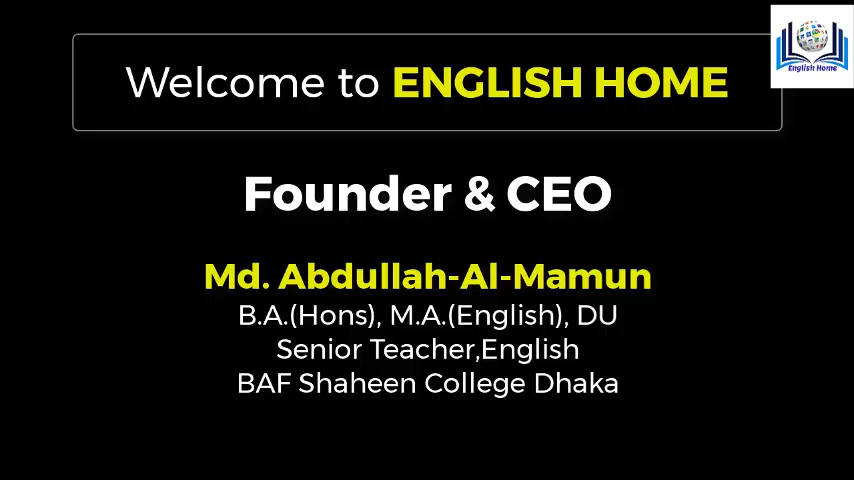 Welcome to ENGLISH HOME
English Home
Founder & CEO
Md. Abdullah-Al-Mamun
B.A.(Hons), M.A.(English), DU
Senior Teacher,English
BAF Shaheen College Dhaka